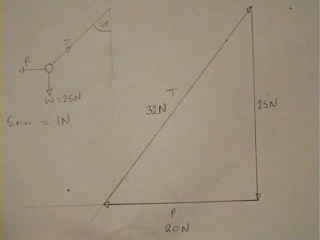 T
P
W=25N
5mm = 1N
T
32N
25N
P
20N